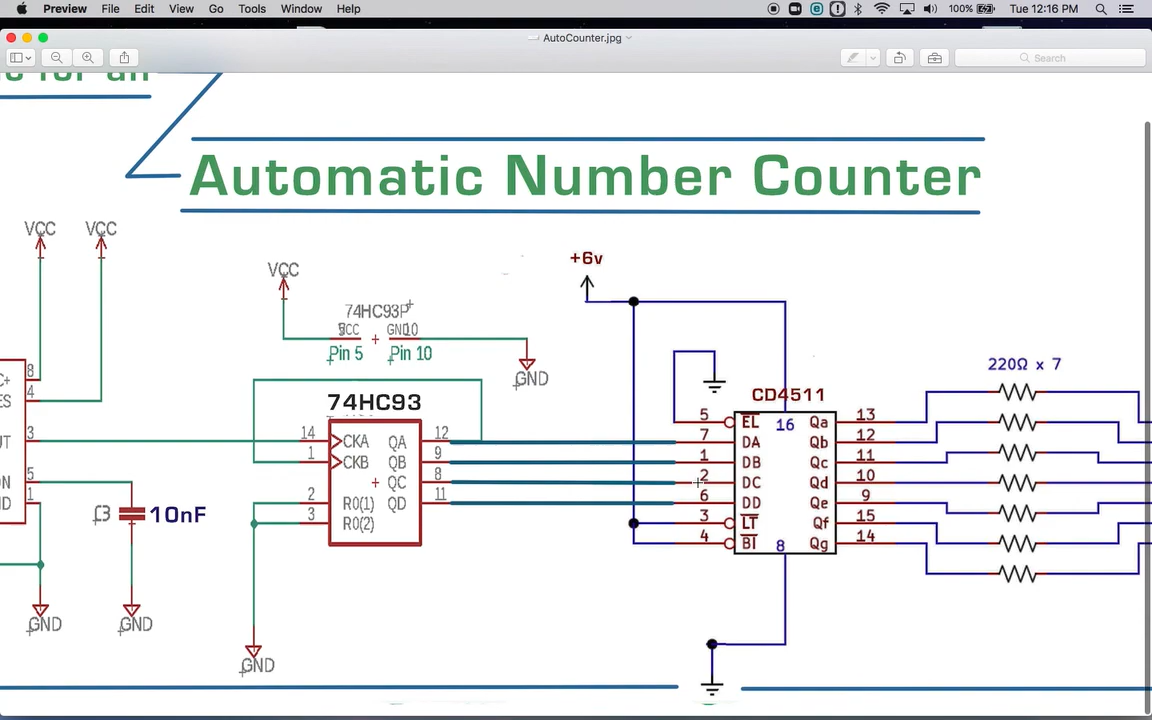 Preview File Edit View Go Tools Window Help 100% Tue 12:16 PM
AutoCounter.jpg
Search
Automatic Number Counter
VCC VCC
+6v
VCC
74HC93P
VCC GND
Pin 5 Pin 10
GND
220Ω x 7
74HC93
CD4511
8
4
3
5
1
14 CKA QA 12
1 CKB QB 9
QC 8
2 R0(1) QD 11
3 R0(2)
5 EL 16 Qa 13
7 DA Qb 12
1 DB Qc 11
2 DC Qd 10
6 DD Qe 9
3 LT Qf 15
4 BI 8 Qg 14
C3 10nF
GND GND
GND